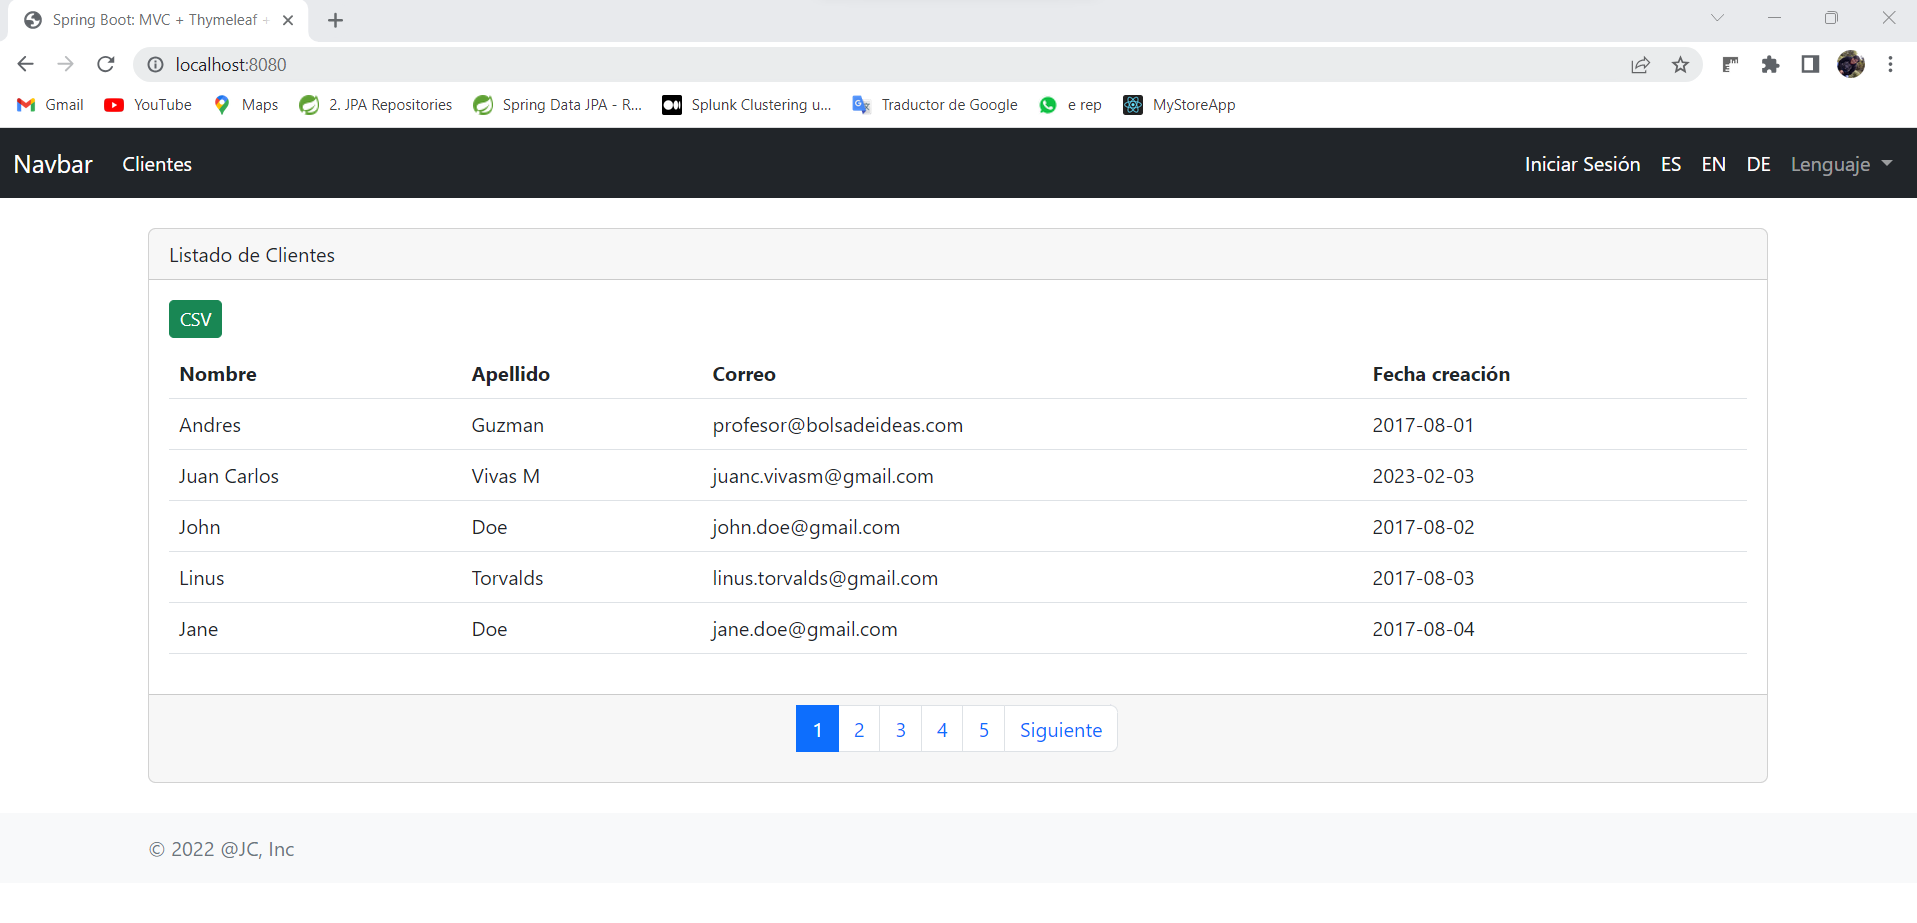 Spring Boot: MVC + Thymeleaf +
localhost:8080
Gmail YouTube Maps 2. JPA Repositories Spring Data JPA - R... Splunk Clustering u... Traductor de Google e rep MyStoreApp
Navbar Clientes Iniciar Sesión ES EN DE Lenguaje
Listado de Clientes
CSV
Nombre Apellido Correo Fecha creación
Andres Guzman profesor@bolsadeideas.com 2017-08-01
Juan Carlos Vivas M juanc.vivasm@gmail.com 2023-02-03
John Doe john.doe@gmail.com 2017-08-02
Linus Torvalds linus.torvalds@gmail.com 2017-08-03
Jane Doe jane.doe@gmail.com 2017-08-04
1 2 3 4 5 Siguiente
© 2022 @JC, Inc